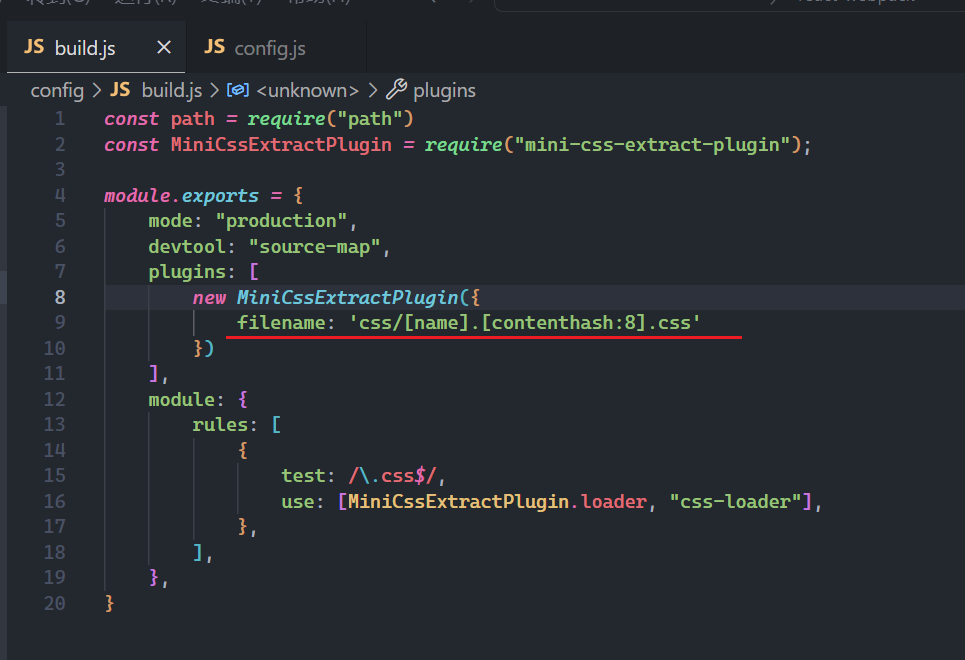 JS build.js × JS config.js
config > JS build.js > <unknown> > plugins
1 const path = require("path")
2 const MiniCssExtractPlugin = require("mini-css-extract-plugin");
3
4 module.exports = {
5 mode: "production",
6 devtool: "source-map",
7 plugins: [
8 new MiniCssExtractPlugin({
9 filename: 'css/[name].[contenthash:8].css'
10 })
11 ],
12 module: {
13 rules: [
14 {
15 test: /\.css$/,
16 use: [MiniCssExtractPlugin.loader, "css-loader"],
17 },
18 ],
19 },
20 }